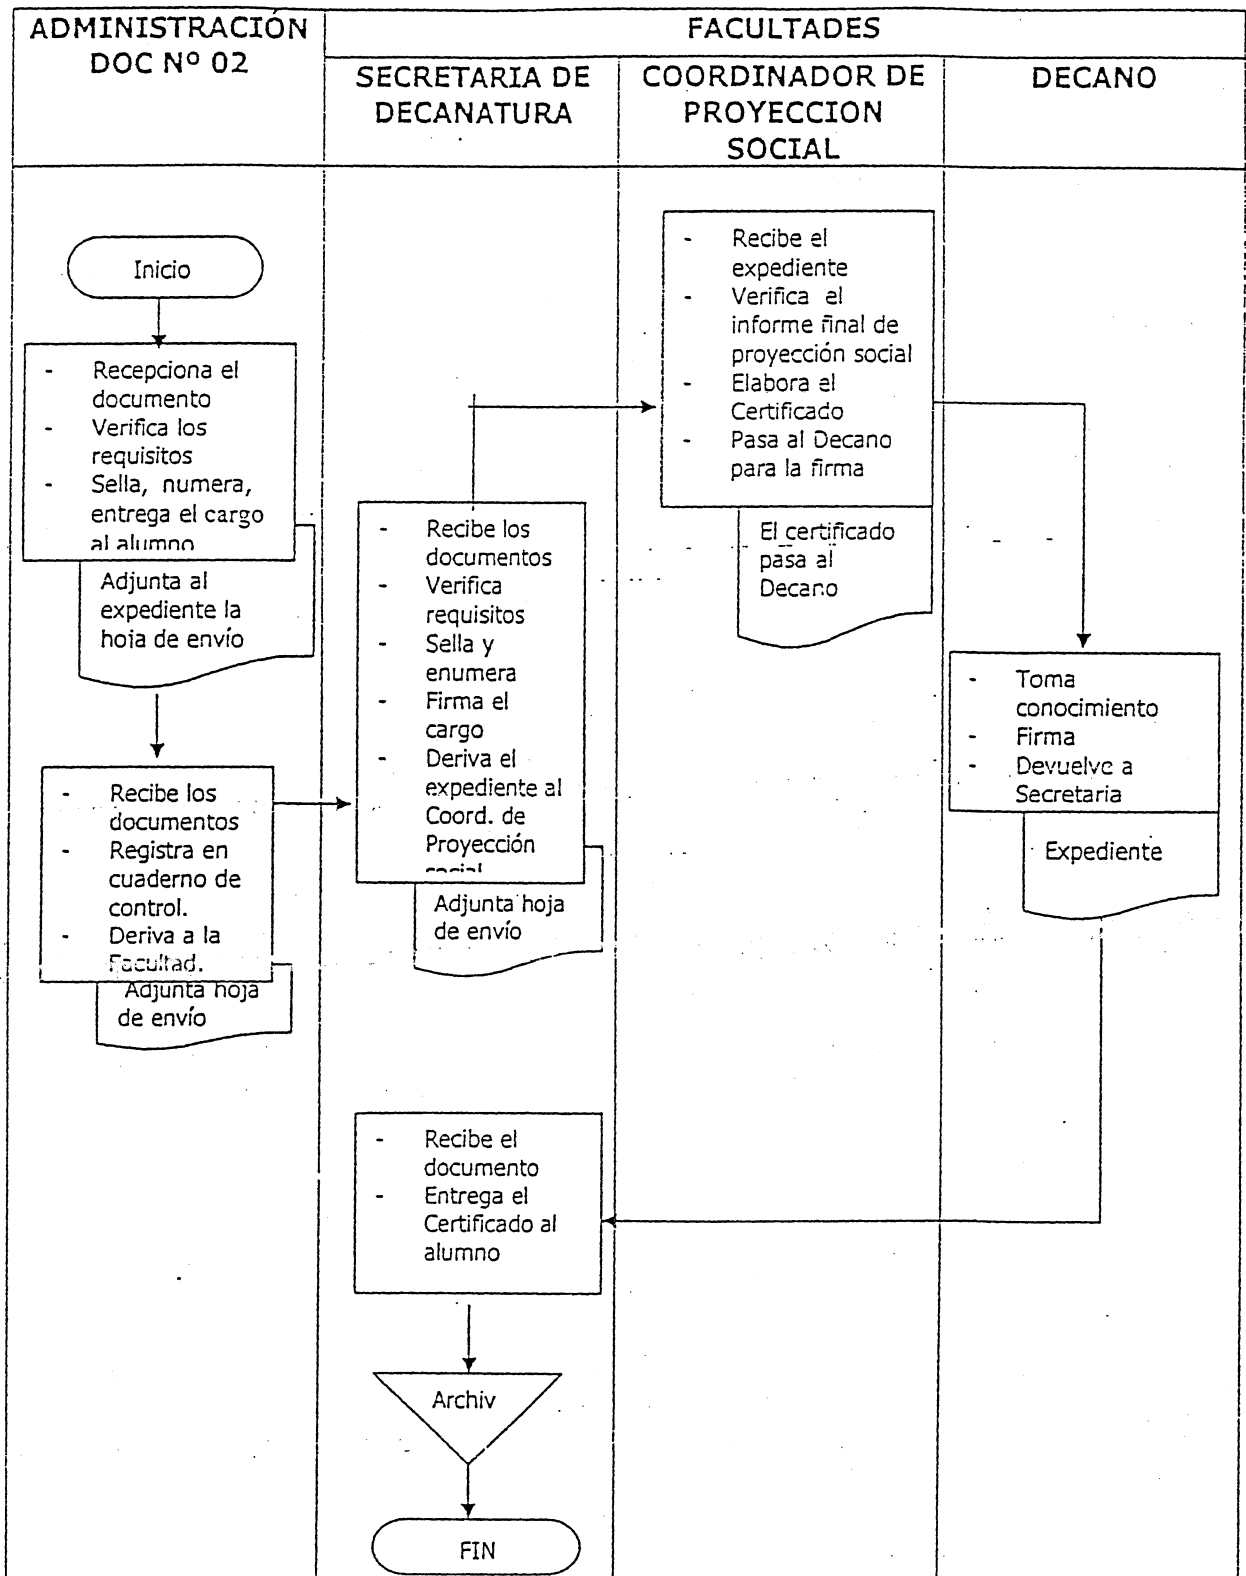 ADMINISTRACIÓN
DOC Nº 02
FACULTADES
SECRETARIA DE
DECANATURA
COORDINADOR DE
PROYECCION
SOCIAL
DECANO
Inicio
- Recepciona el
documento
- Verifica los
requisitos
- Sella, numera,
entrega el cargo
al alumno
Adjunta al
expediente la
hoja de envío
- Recibe los
documentos
- Registra en
cuaderno de
control.
- Deriva a la
Facultad.
Adjunta hoja
de envío
- Recibe los
documentos
- Verifica
requisitos
- Sella y
enumera
- Firma el
cargo
- Deriva el
expediente al
Coord. de
Proyección
social
Adjunta hoja
de envío
- Recibe el
expediente
- Verifica el
informe final de
proyección social
- Elabora el
Certificado
- Pasa al Decano
para la firma
El certificado
pasa al
Decano
- Toma
conocimiento
- Firma
- Devuelve a
Secretaria
Expediente
- Recibe el
documento
- Entrega el
Certificado al
alumno
Archiv
FIN